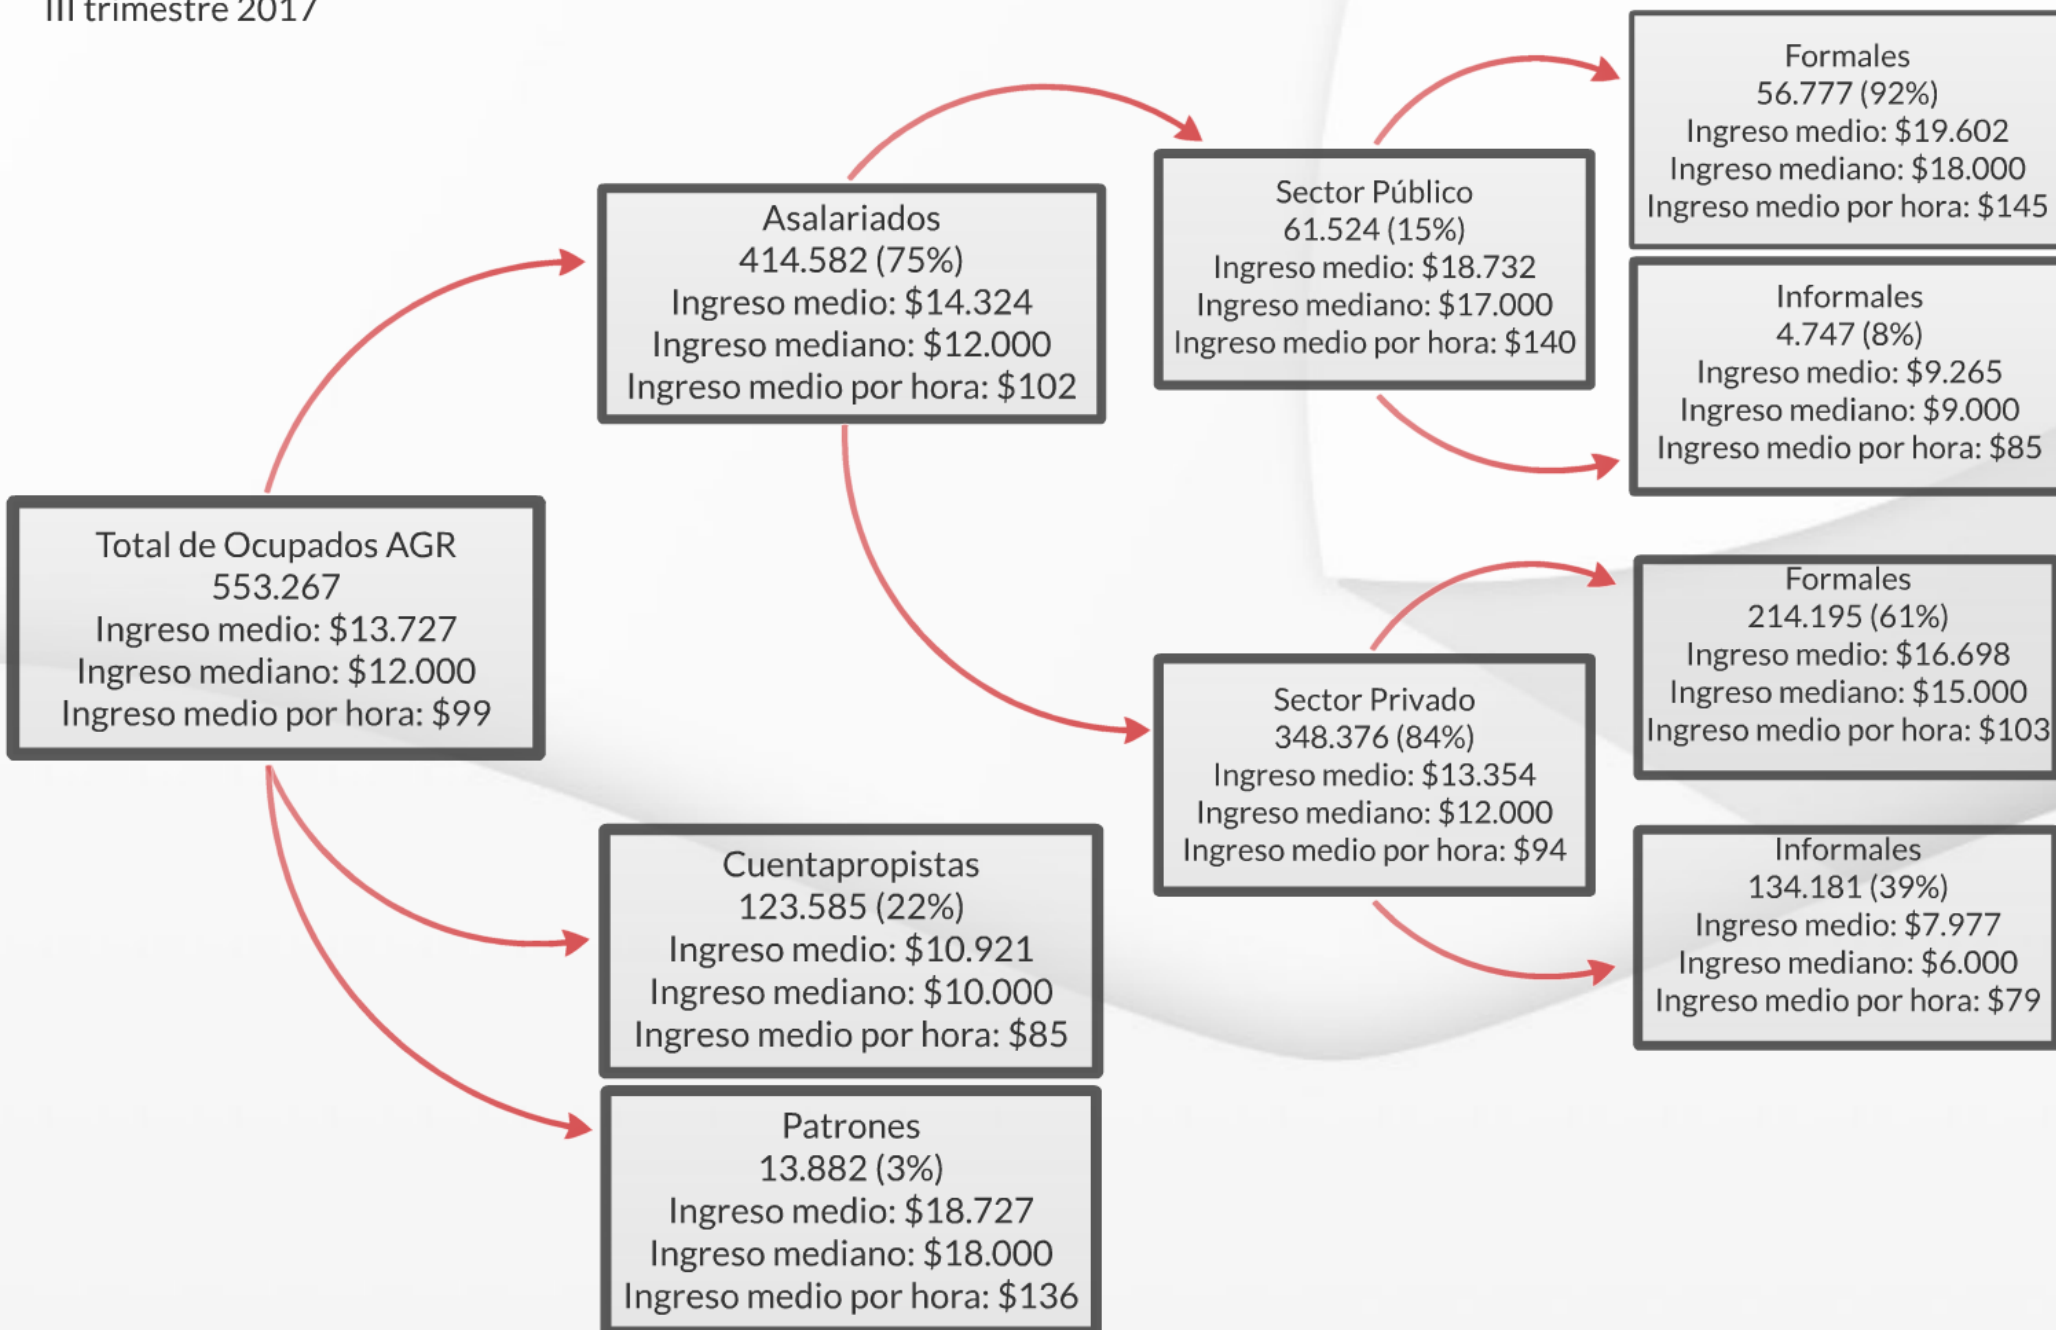 III trimestre 2017
Total de Ocupados AGR
553.267
Ingreso medio: $13.727
Ingreso mediano: $12.000
Ingreso medio por hora: $99
Asalariados
414.582 (75%)
Ingreso medio: $14.324
Ingreso mediano: $12.000
Ingreso medio por hora: $102
Cuentapropistas
123.585 (22%)
Ingreso medio: $10.921
Ingreso mediano: $10.000
Ingreso medio por hora: $85
Patrones
13.882 (3%)
Ingreso medio: $18.727
Ingreso mediano: $18.000
Ingreso medio por hora: $136
Sector Público
61.524 (15%)
Ingreso medio: $18.732
Ingreso mediano: $17.000
Ingreso medio por hora: $140
Sector Privado
348.376 (84%)
Ingreso medio: $13.354
Ingreso mediano: $12.000
Ingreso medio por hora: $94
Formales
56.777 (92%)
Ingreso medio: $19.602
Ingreso mediano: $18.000
Ingreso medio por hora: $145
Informales
4.747 (8%)
Ingreso medio: $9.265
Ingreso mediano: $9.000
Ingreso medio por hora: $85
Formales
214.195 (61%)
Ingreso medio: $16.698
Ingreso mediano: $15.000
Ingreso medio por hora: $103
Informales
134.181 (39%)
Ingreso medio: $7.977
Ingreso mediano: $6.000
Ingreso medio por hora: $79